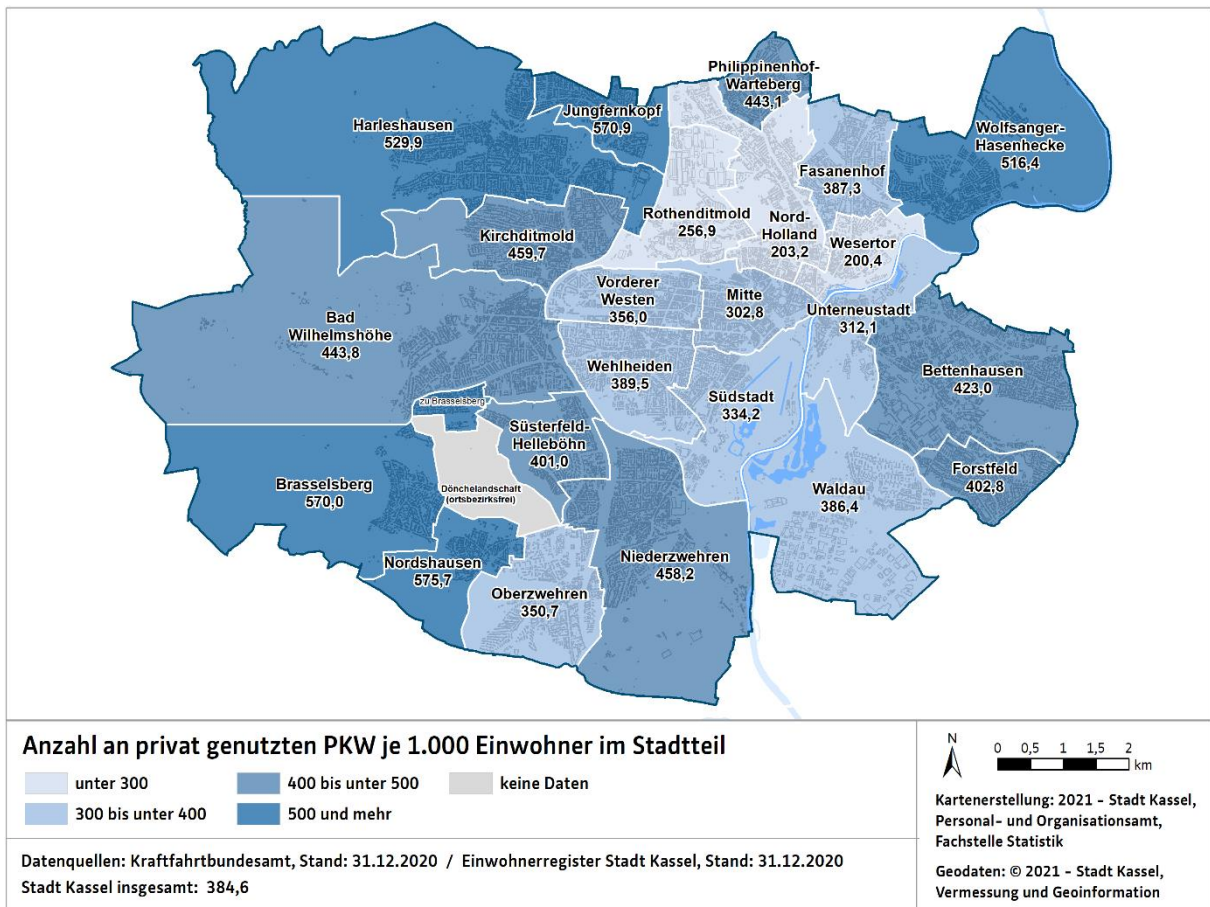 Philippinenhof-
Warteberg
443,1
Jungfernkopf
570,9
Harleshausen
529,9
Wolfsanger-
Hasenhecke
516,4
Fasanenhof
387,3
Rothenditmold
256,9
Nord-
Holland
203,2
Kirchditmold
459,7
Wesertor
200,4
Vorderer
Westen
356,0
Mitte
302,8
Unterneustadt
312,1
Bad
Wilhelmshöhe
443,8
Wehlheiden
389,5
Bettenhausen
423,0
Südstadt
334,2
zu Brasselsberg
Süsterfeld-
Helleböhn
401,0
Forstfeld
402,8
Brasselsberg
570,0
Dönchelandschaft
(ortsbezirksfrei)
Waldau
386,4
Nordshausen
575,7
Niederzwehren
458,2
Oberzwehren
350,7
Anzahl an privat genutzten PKW je 1.000 Einwohner im Stadtteil
unter 300
400 bis unter 500
keine Daten
300 bis unter 400
500 und mehr
Datenquellen: Kraftfahrtbundesamt, Stand: 31.12.2020 / Einwohnerregister Stadt Kassel, Stand: 31.12.2020
Stadt Kassel insgesamt: 384,6
N
0 0,5 1 1,5 2
km
Kartenerstellung: 2021 - Stadt Kassel,
Personal- und Organisationsamt,
Fachstelle Statistik
Geodaten: © 2021 - Stadt Kassel,
Vermessung und Geoinformation